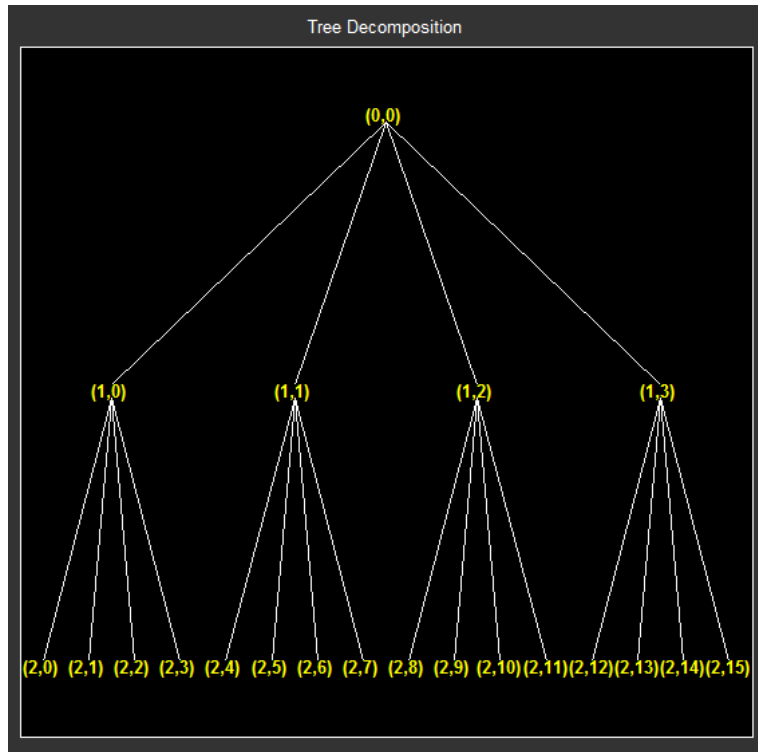 Tree Decomposition
(0,0)
(1,0) (1,1) (1,2) (1,3)
(2,0) (2,1) (2,2) (2,3) (2,4) (2,5) (2,6) (2,7) (2,8) (2,9) (2,10) (2,11) (2,12) (2,13) (2,14) (2,15)